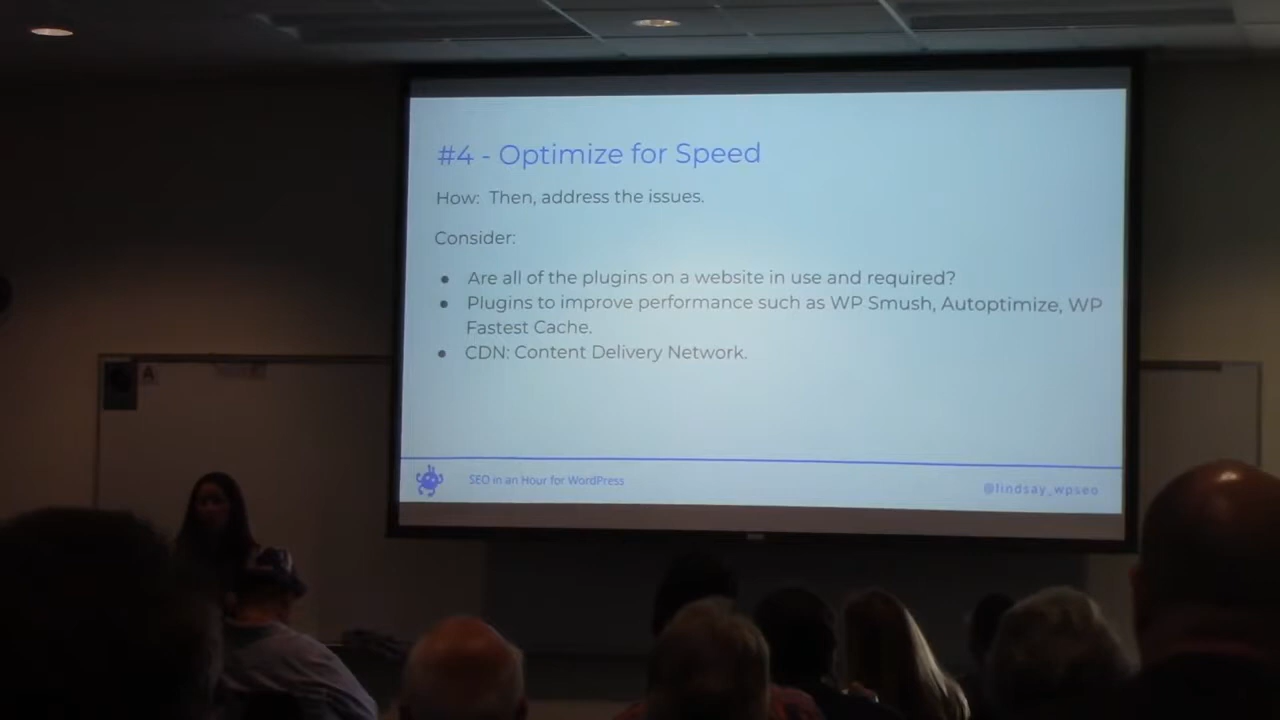 #4 - Optimize for Speed
How: Then, address the issues.
Consider:
● Are all of the plugins on a website in use and required?
● Plugins to improve performance such as WP Smush, Autoptimize, WP
Fastest Cache.
● CDN: Content Delivery Network.
SEO in an Hour for WordPress
@lindsay_wpseo
A